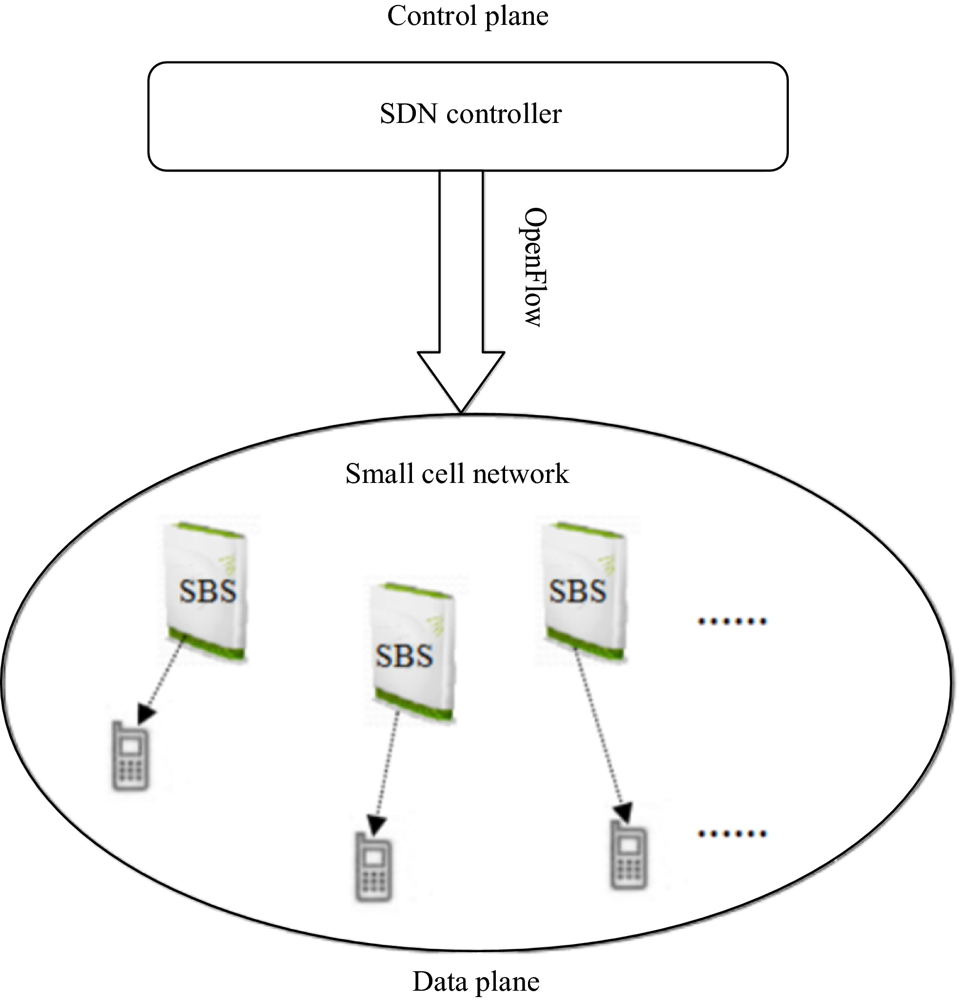 Control plane
SDN controller
OpenFlow
Small cell network
SBS
SBS
SBS
......
......
Data plane